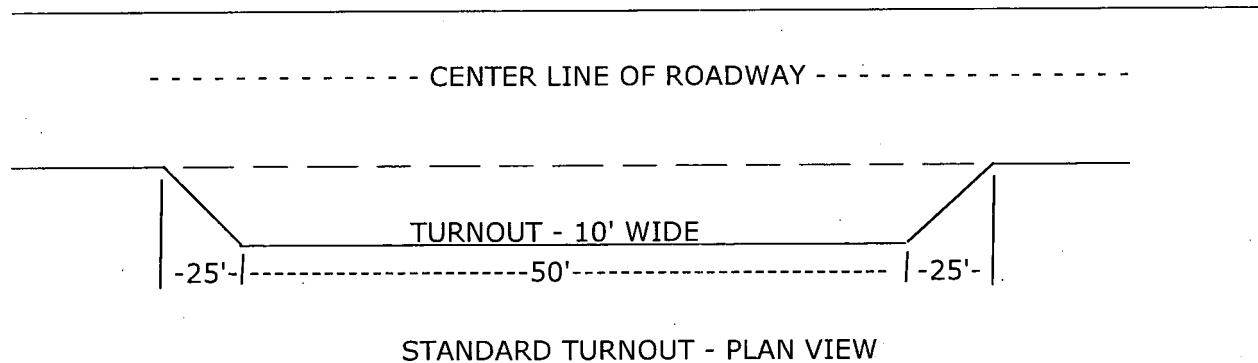 - - - - - - - - - - - - - CENTER LINE OF ROADWAY - - - - - - - - - - - - - - -
TURNOUT - 10' WIDE
-25'-|-----------------------50'-------------------------- |-25'-|
STANDARD TURNOUT - PLAN VIEW